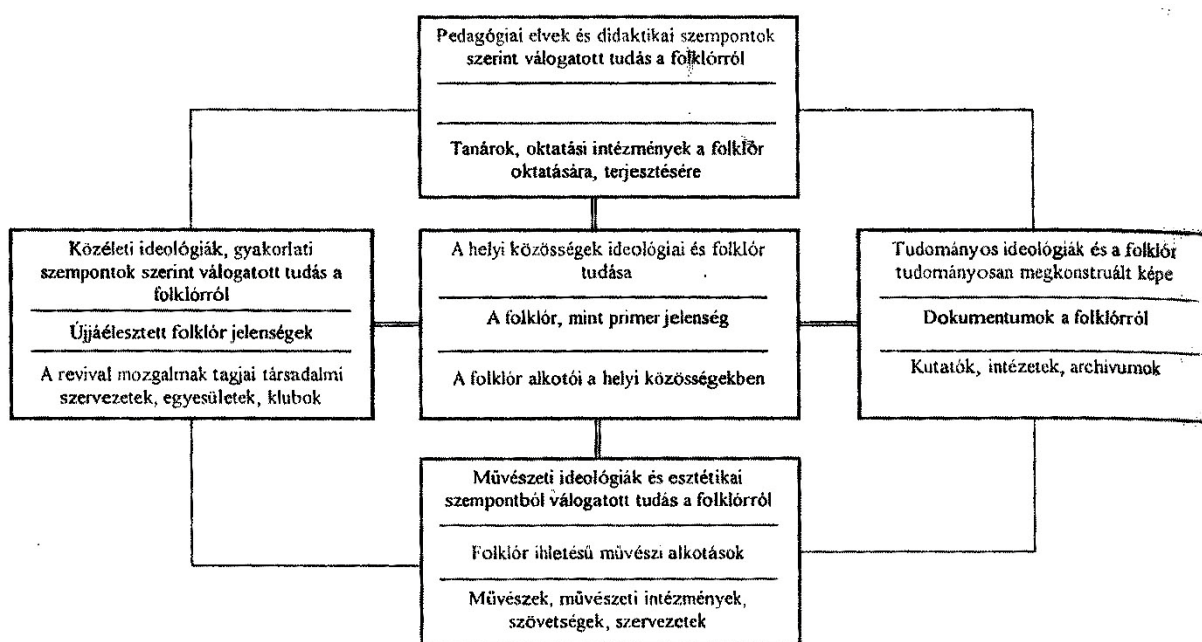 Pedagógiai elvek és didaktikai szempontok
szerint válogatott tudás a folklórról
Tanárok, oktatási intézmények a folklór
oktatására, terjesztésére
Közéleti ideológiák, gyakorlati
szempontok szerint válogatott tudás a
folklórról
Újjáélesztett folklór jelenségek
A revival mozgalmak tagjai társadalmi
szervezetek, egyesületek, klubok
A helyi közösségek ideológiai és folklór
tudása
A folklór, mint primer jelenség
A folklór alkotói a helyi közösségekben
Tudományos ideológiák és a folklór
tudományosan megkonstruált képe
Dokumentumok a folklórról
Kutatók, intézetek, archivumok
Művészeti ideológiák és esztétikai
szempontból válogatott tudás a folklórról
Folklór ihletésű művészi alkotások
Művészek, művészeti intézmények,
szövetségek, szervezetek